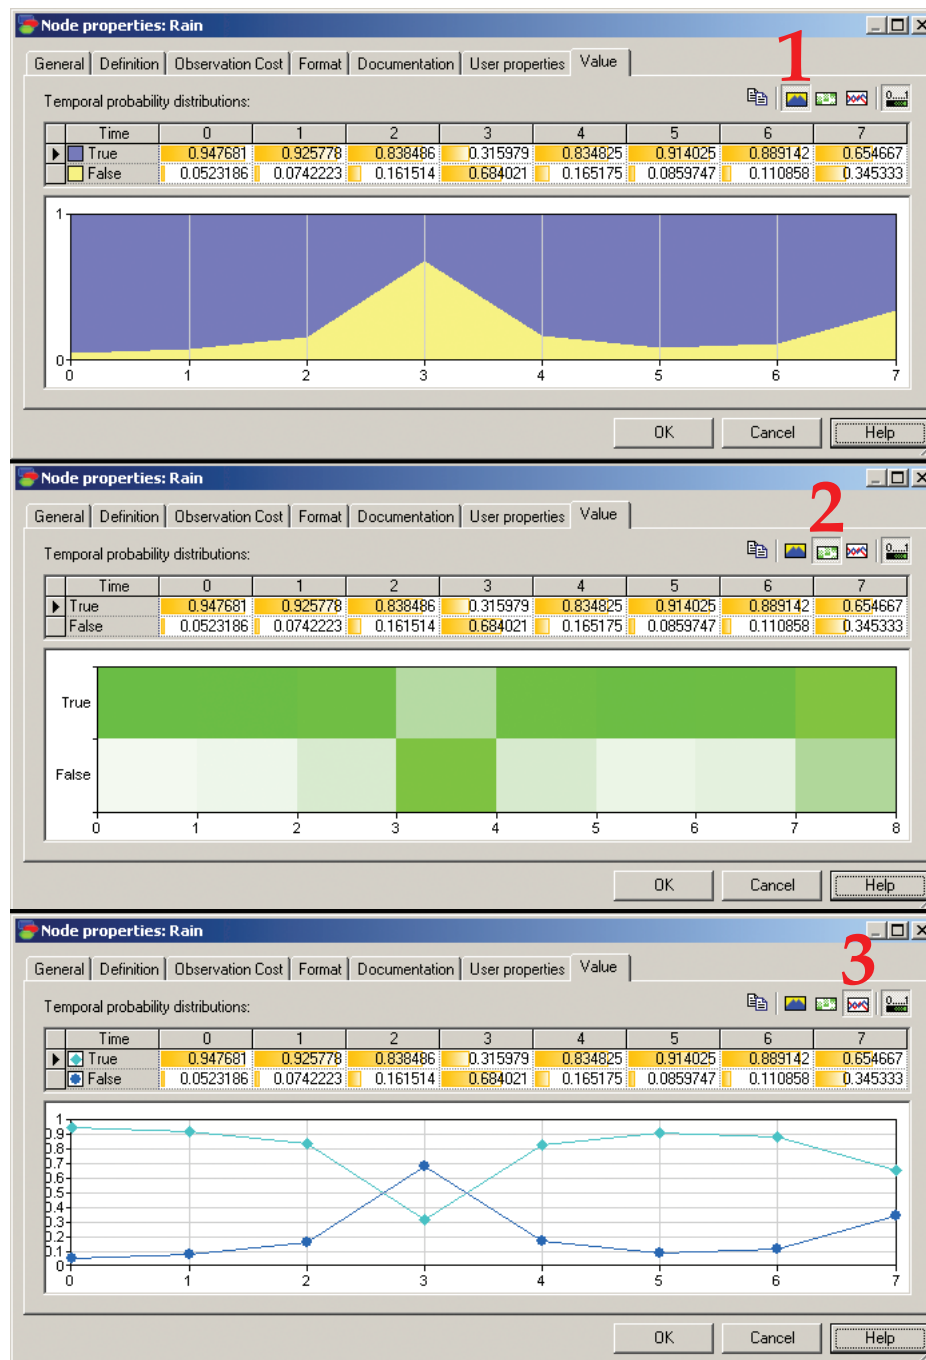 Node properties: Rain
1
General Definition Observation Cost Format Documentation User properties Value
Temporal probability distributions:
Time 0 1 2 3 4 5 6 7
True 0.947681 0.925778 0.838486 0.315979 0.834825 0.914025 0.889142 0.654667
False 0.0523186 0.0742223 0.161514 0.684021 0.165175 0.0859747 0.110858 0.345333
1
0
0 1 2 3 4 5 6 7
OK Cancel Help
Node properties: Rain
2
General Definition Observation Cost Format Documentation User properties Value
Temporal probability distributions:
Time 0 1 2 3 4 5 6 7
True 0.947681 0.925778 0.838486 0.315979 0.834825 0.914025 0.889142 0.654667
False 0.0523186 0.0742223 0.161514 0.684021 0.165175 0.0859747 0.110858 0.345333
True
False
0 1 2 3 4 5 6 7 8
OK Cancel Help
Node properties: Rain
3
General Definition Observation Cost Format Documentation User properties Value
Temporal probability distributions:
Time 0 1 2 3 4 5 6 7
True 0.947681 0.925778 0.838486 0.315979 0.834825 0.914025 0.889142 0.654667
False 0.0523186 0.0742223 0.161514 0.684021 0.165175 0.0859747 0.110858 0.345333
1
0.9
0.8
0.7
0.6
0.5
0.4
0.3
0.2
0.1
0
0 1 2 3 4 5 6 7
OK Cancel Help